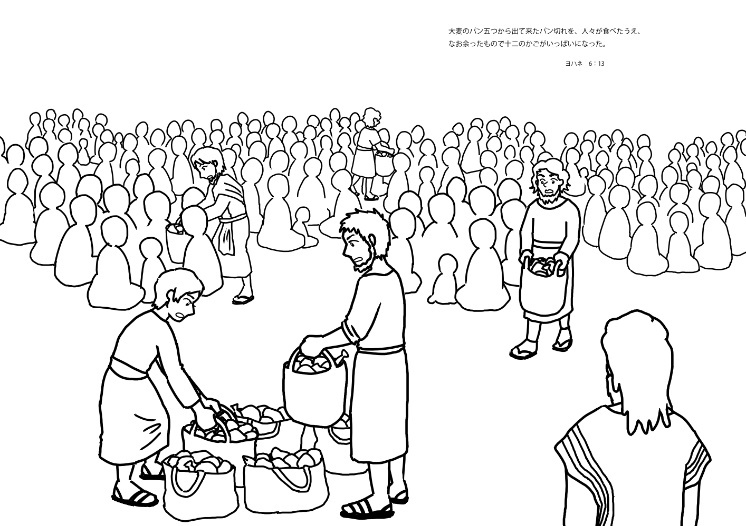 大麦のパン五つから出て来たパン切れを、人々が食べたうえ、
なお余ったもので十二のかごがいっぱいになった。
ヨハネ　6：13